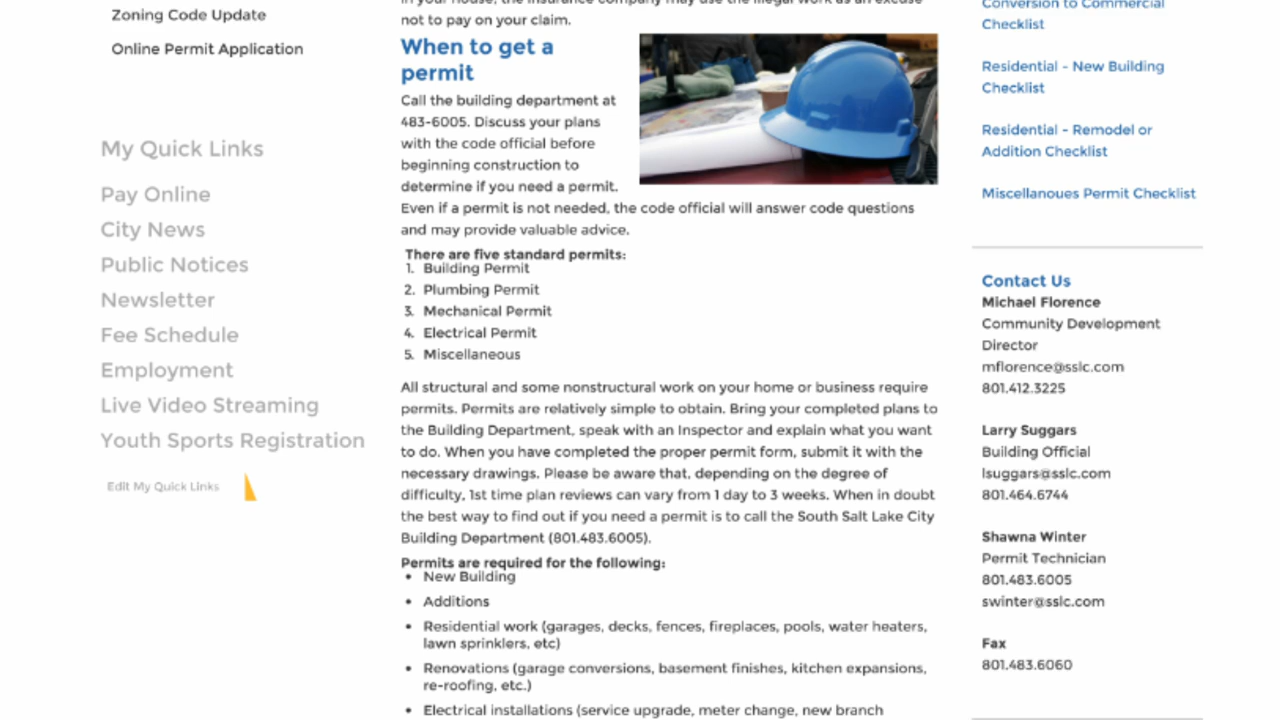 Zoning Code Update
Online Permit Application
My Quick Links
Pay Online
City News
Public Notices
Newsletter
Fee Schedule
Employment
Live Video Streaming
Youth Sports Registration
Edit My Quick Links
in your house, the insurance company may use the illegal work as an excuse
not to pay on your claim.
When to get a
permit
Call the building department at
483-6005. Discuss your plans
with the code official before
beginning construction to
determine if you need a permit.
Even if a permit is not needed, the code official will answer code questions
and may provide valuable advice.
There are five standard permits:
1. Building Permit
2. Plumbing Permit
3. Mechanical Permit
4. Electrical Permit
5. Miscellaneous
All structural and some nonstructural work on your home or business require
permits. Permits are relatively simple to obtain. Bring your completed plans to
the Building Department, speak with an Inspector and explain what you want
to do. When you have completed the proper permit form, submit it with the
necessary drawings. Please be aware that, depending on the degree of
difficulty, 1st time plan reviews can vary from 1 day to 3 weeks. When in doubt
the best way to find out if you need a permit is to call the South Salt Lake City
Building Department (801.483.6005).
Permits are required for the following:
• New Building
• Additions
• Residential work (garages, decks, fences, fireplaces, pools, water heaters,
lawn sprinklers, etc)
• Renovations (garage conversions, basement finishes, kitchen expansions,
re-roofing, etc.)
• Electrical installations (service upgrade, meter change, new branch
Conversion to Commercial
Checklist
Residential - New Building
Checklist
Residential - Remodel or
Addition Checklist
Miscellanoues Permit Checklist
Contact Us
Michael Florence
Community Development
Director
mflorence@sslc.com
801.412.3225
Larry Suggars
Building Official
lsuggars@sslc.com
801.464.6744
Shawna Winter
Permit Technician
801.483.6005
swinter@sslc.com
Fax
801.483.6060